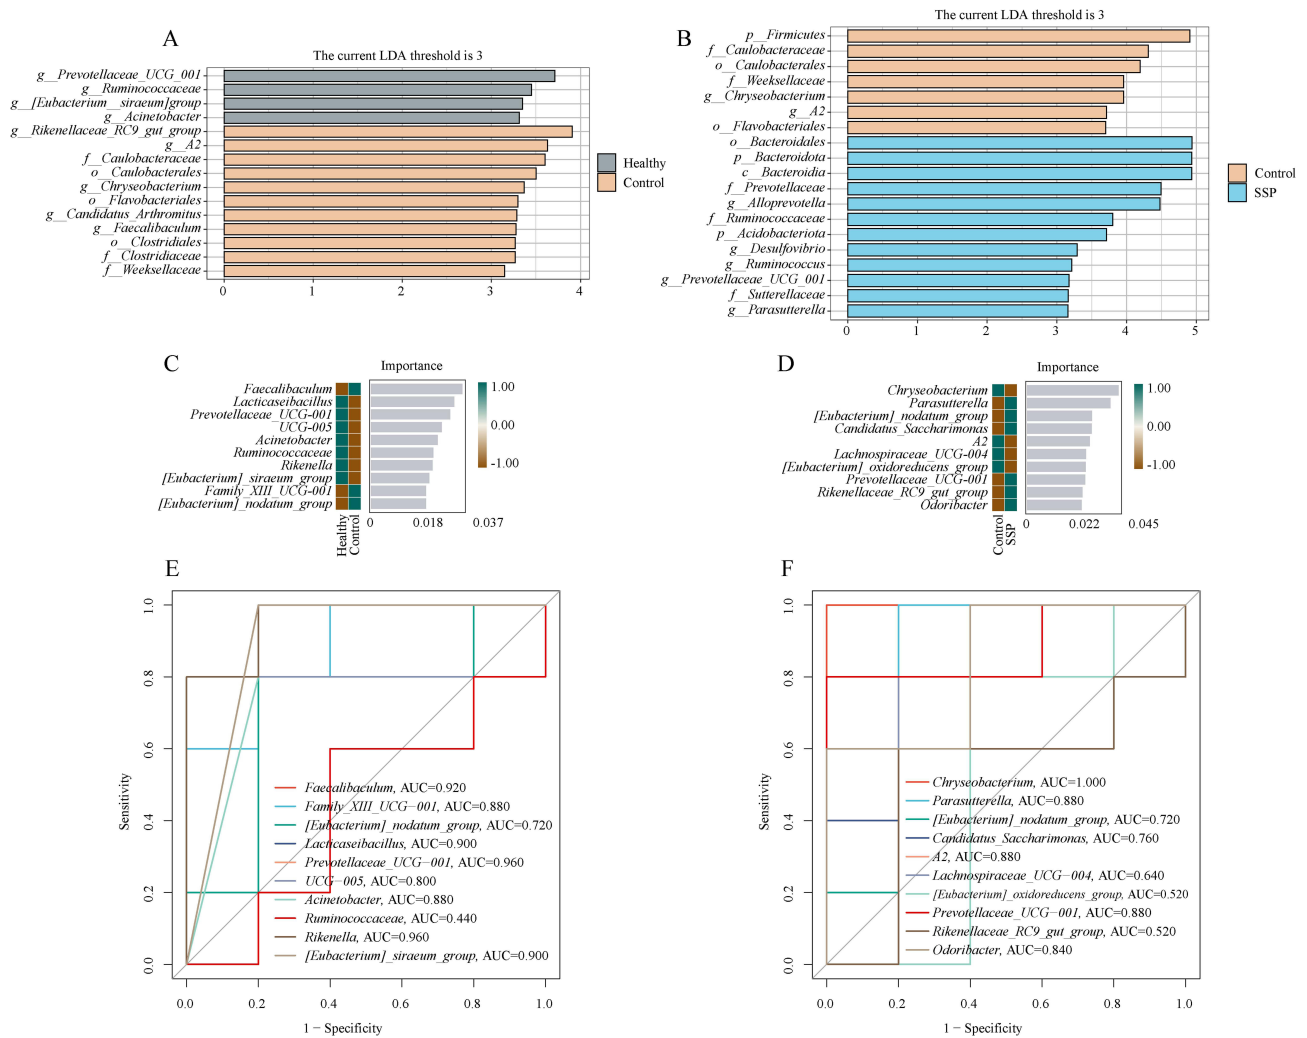 A
The current LDA threshold is 3
g__Prevotellaceae_UCG_001
g__Ruminococcaceae
g__[Eubacterium__siraeum]group
g__Acinetobacter
g__Rikenellaceae_RC9_gut_group
g__A2
f__Caulobacteraceae
o__Caulobacterales
g__Chryseobacterium
o__Flavobacteriales
g__Candidatus_Arthromitus
g__Faecalibaculum
o__Clostridiales
f__Clostridiaceae
f__Weeksellaceae
0 1 2 3 4
Healthy
Control
B
The current LDA threshold is 3
p__Firmicutes
f__Caulobacteraceae
o__Caulobacterales
f__Weeksellaceae
g__Chryseobacterium
g__A2
o__Flavobacteriales
o__Bacteroidales
p__Bacteroidota
c__Bacteroidia
f__Prevotellaceae
g__Alloprevotella
f__Ruminococcaceae
p__Acidobacteriota
g__Desulfovibrio
g__Ruminococcus
g__Prevotellaceae_UCG_001
f__Sutterellaceae
g__Parasutterella
0 1 2 3 4 5
Control
SSP
C
Importance
Faecalibaculum
Lacticaseibacillus
Prevotellaceae_UCG-001
UCG-005
Acinetobacter
Ruminococcaceae
Rikenella
[Eubacterium]_siraeum_group
Family_XIII_UCG-001
[Eubacterium]_nodatum_group
Healthy
Control
0 0.018 0.037
1.00
0.00
-1.00
D
Importance
Chryseobacterium
Parasutterella
[Eubacterium]_nodatum_group
Candidatus_Saccharimonas
A2
Lachnospiraceae_UCG-004
[Eubacterium]_oxidoreducens_group
Prevotellaceae_UCG-001
Rikenellaceae_RC9_gut_group
Odoribacter
Control
SSP
0 0.022 0.045
1.00
0.00
-1.00
E
Sensitivity
1.0
0.8
0.6
0.4
0.2
0.0
Faecalibaculum, AUC=0.920
Family_XIII_UCG−001, AUC=0.880
[Eubacterium]_nodatum_group, AUC=0.720
Lacticaseibacillus, AUC=0.900
Prevotellaceae_UCG−001, AUC=0.960
UCG−005, AUC=0.800
Acinetobacter, AUC=0.880
Ruminococcaceae, AUC=0.440
Rikenella, AUC=0.960
[Eubacterium]_siraeum_group, AUC=0.900
0.0 0.2 0.4 0.6 0.8 1.0
1 − Specificity
F
Sensitivity
1.0
0.8
0.6
0.4
0.2
0.0
Chryseobacterium, AUC=1.000
Parasutterella, AUC=0.880
[Eubacterium]_nodatum_group, AUC=0.720
Candidatus_Saccharimonas, AUC=0.760
A2, AUC=0.880
Lachnospiraceae_UCG−004, AUC=0.640
[Eubacterium]_oxidoreducens_group, AUC=0.520
Prevotellaceae_UCG−001, AUC=0.880
Rikenellaceae_RC9_gut_group, AUC=0.520
Odoribacter, AUC=0.840
0.0 0.2 0.4 0.6 0.8 1.0
1 − Specificity